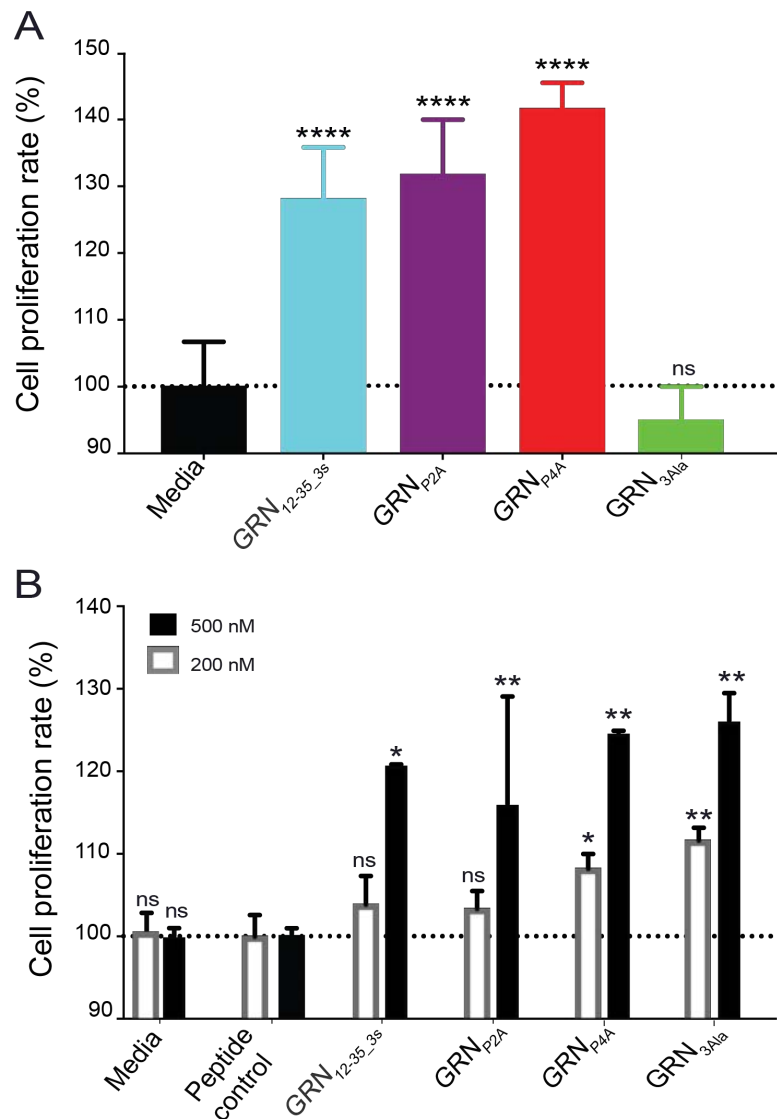 A
Cell proliferation rate (%)
150
140
130
120
110
100
90
****
****
****
ns
Media
GRN12-35_3s
GRNP2A
GRNP4A
GRN3Ala
B
Cell proliferation rate (%)
140
130
120
110
100
90
500 nM
200 nM
ns
ns
ns
*
ns
**
*
**
**
**
Media
Peptide
control
GRN12-35_3s
GRNP2A
GRNP4A
GRN3Ala